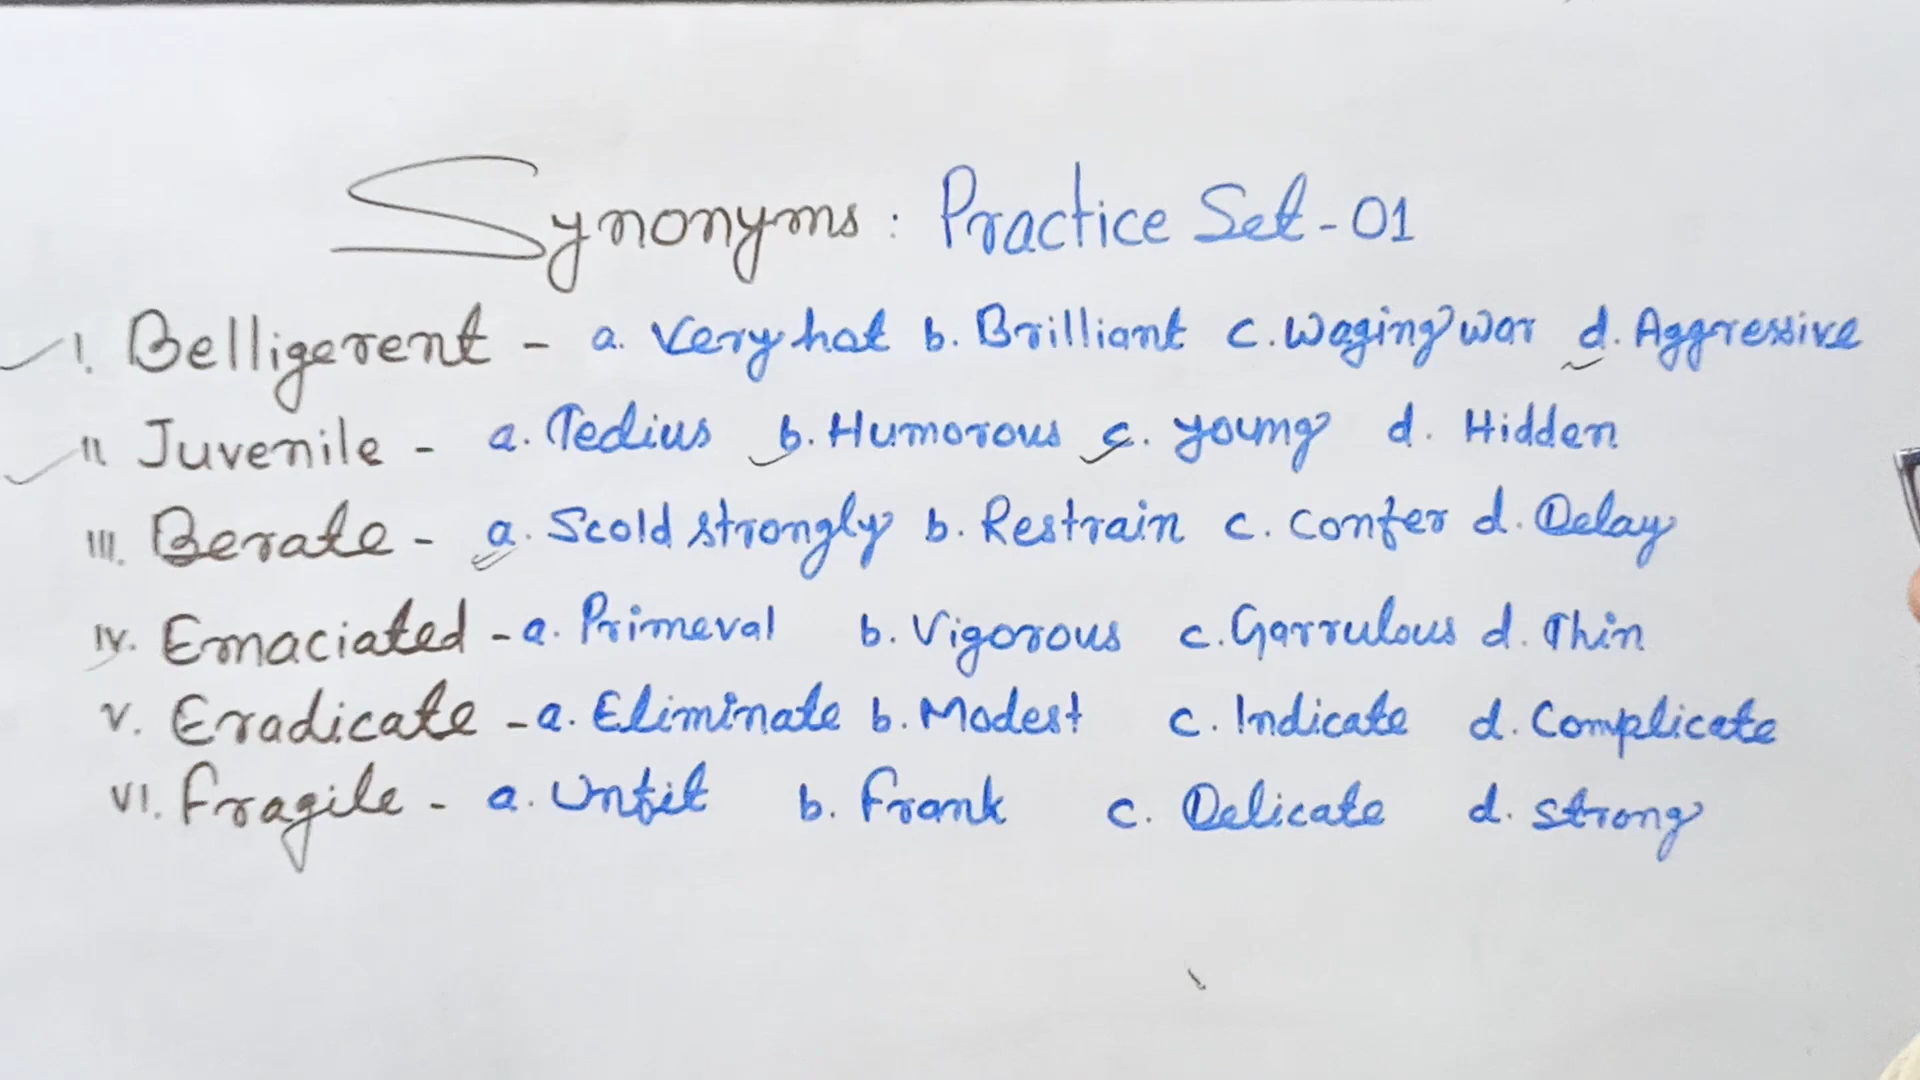 Synonyms: Practice Set-01
I. Belligerent - a. Very hot b. Brilliant c. Waging war d. Aggressive
II Juvenile - a. Tedius b. Humorous c. young d. Hidden
III. Berate - a. Scold strongly b. Restrain c. Confer d. Delay
IV. Emaciated - a. Primeval b. Vigorous c. Garrulous d. Thin
V. Eradicate - a. Eliminate b. Modest c. Indicate d. Complicate
VI. Fragile - a. Unfit b. Frank c. Delicate d. strong